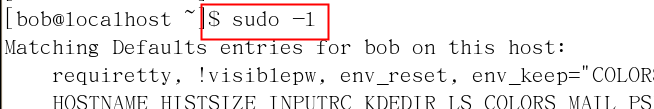 [bob@localhost ~]$ sudo -l
Matching Defaults entries for bob on this host:
requiretty, !visiblepw, env_reset, env_keep="COLORS
HOSTNAME HISTSIZE INPUTRC KDEDIR LS_COLORS MAIL PS